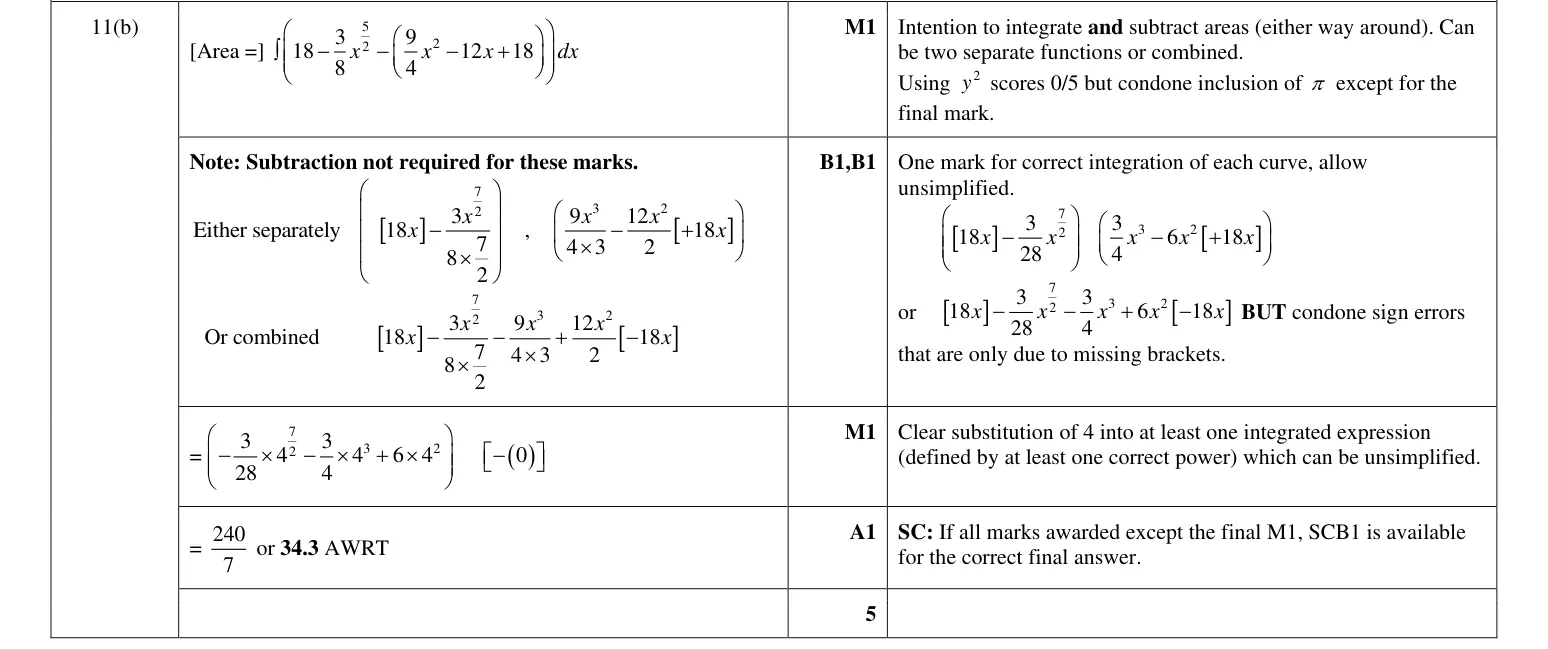 11(b)
[Area =] ∫(18 − 3/8 x^(5/2) − (9/4 x² − 12x + 18))dx
M1
Intention to integrate and subtract areas (either way around). Can
be two separate functions or combined.
Using y² scores 0/5 but condone inclusion of π except for the
final mark.
Note: Subtraction not required for these marks.
Either separately ([18x] − 3x^(7/2)/(8 × 7/2)) , (9x³/(4×3) − 12x²/2 [+18x])
Or combined [18x] − 3x^(7/2)/(8 × 7/2) − 9x³/(4×3) + 12x²/2 [−18x]
B1,B1
One mark for correct integration of each curve, allow
unsimplified.
([18x] − 3/28 x^(7/2)) (3/4 x³ − 6x² [+18x])
or [18x] − 3/28 x^(7/2) − 3/4 x³ + 6x² [−18x] BUT condone sign errors
that are only due to missing brackets.
= (− 3/28 × 4^(7/2) − 3/4 × 4³ + 6 × 4²) [−(0)]
M1
Clear substitution of 4 into at least one integrated expression
(defined by at least one correct power) which can be unsimplified.
= 240/7 or 34.3 AWRT
A1
SC: If all marks awarded except the final M1, SCB1 is available
for the correct final answer.
5